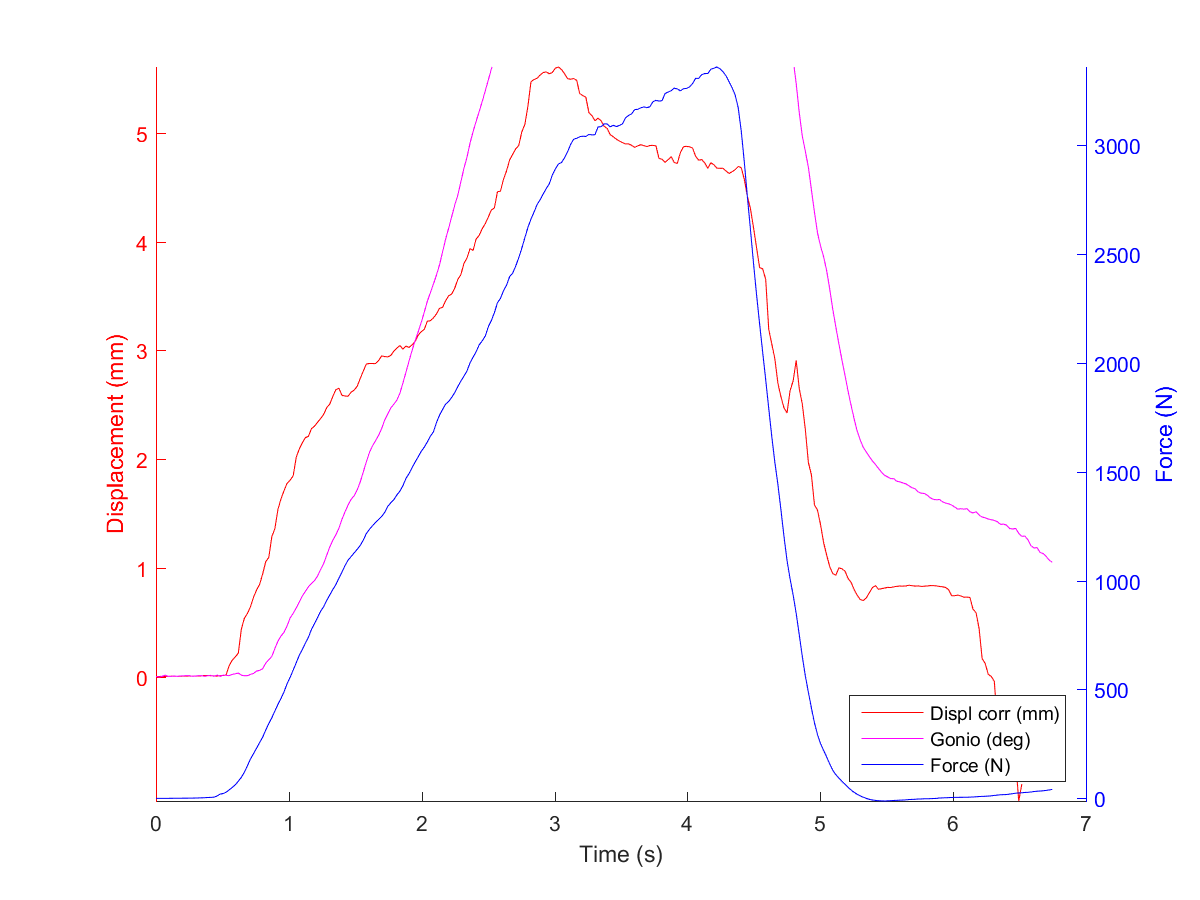 5
4
3
2
1
0
Displacement (mm)
3000
2500
2000
1500
1000
500
0
Force (N)
Displ corr (mm)
Gonio (deg)
Force (N)
0 1 2 3 4 5 6 7
Time (s)